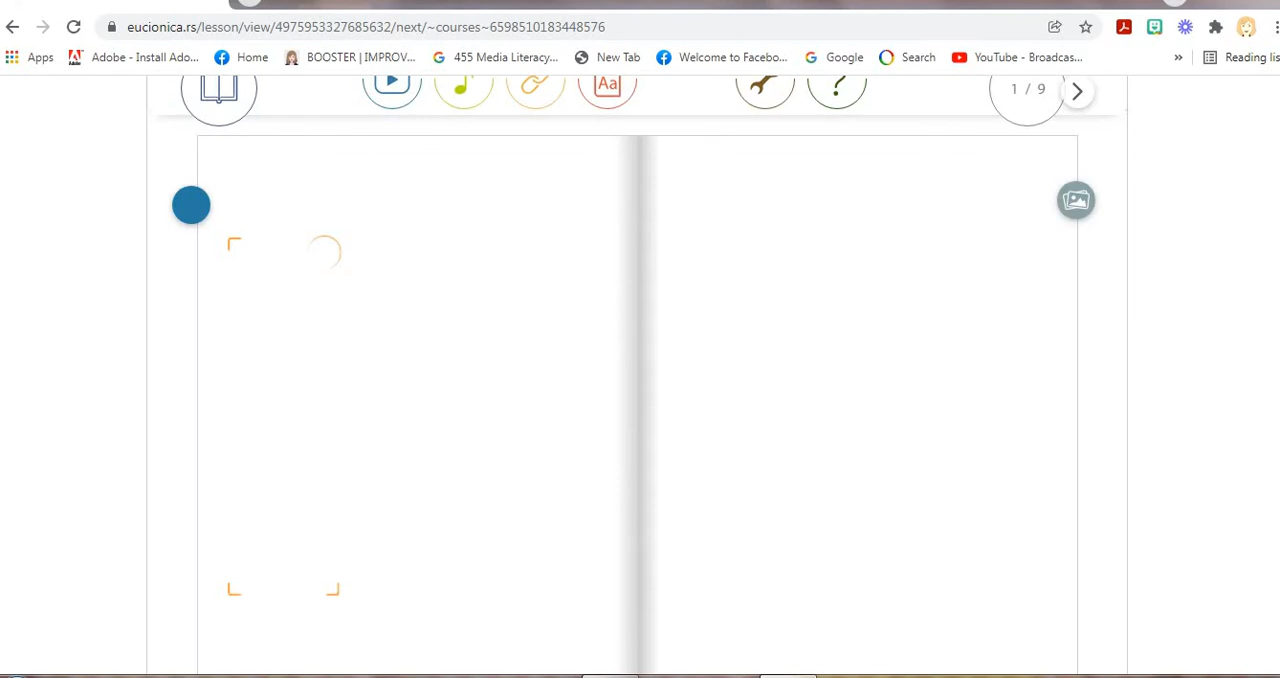 eucionica.rs/lesson/view/4975953327685632/next/~courses~6598510183448576
Apps Adobe - Install Ado... Home BOOSTER | IMPROV... 455 Media Literacy... New Tab Welcome to Facebo... Google Search YouTube - Broadcas... » Reading lis
Aa ? 1 / 9